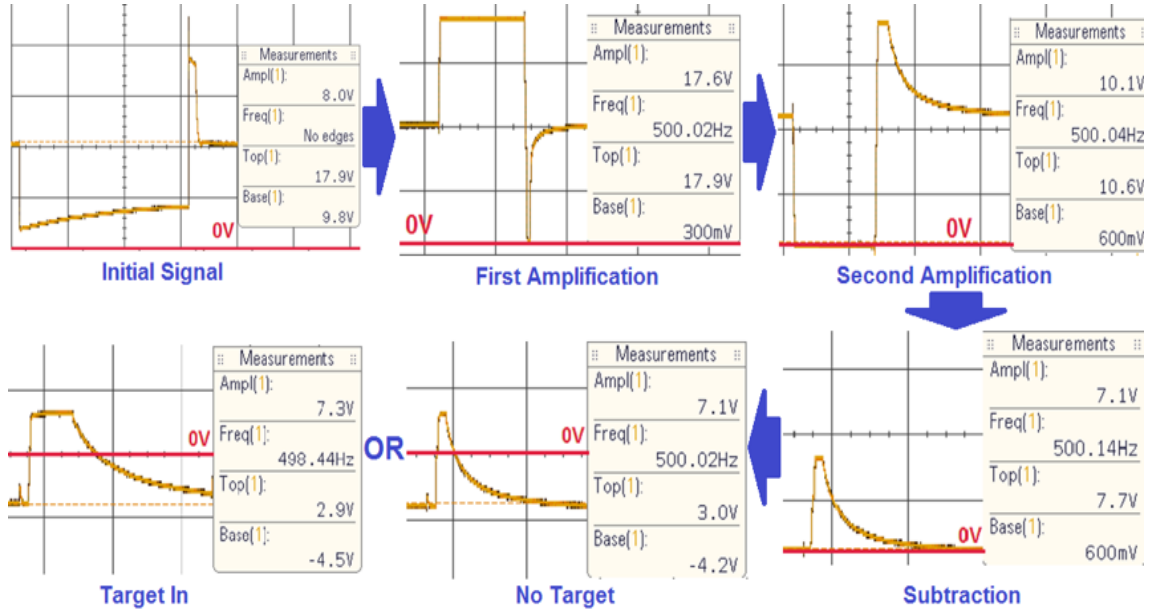 Measurements
Ampl(1):
8.0V
Freq(1):
No edges
Top(1):
17.9V
Base(1):
9.8V
0V
Initial Signal
Measurements
Ampl(1):
17.6V
Freq(1):
500.02Hz
Top(1):
17.9V
Base(1):
300mV
0V
First Amplification
Measurements
Ampl(1):
10.1V
Freq(1):
500.04Hz
Top(1):
10.6V
Base(1):
600mV
0V
Second Amplification
Measurements
Ampl(1):
7.3V
Freq(1):
498.44Hz
Top(1):
2.9V
Base(1):
-4.5V
0V
Target In
OR
Measurements
Ampl(1):
7.1V
Freq(1):
500.02Hz
Top(1):
3.0V
Base(1):
-4.2V
0V
No Target
Measurements
Ampl(1):
7.1V
Freq(1):
500.14Hz
Top(1):
7.7V
Base(1):
600mV
0V
Subtraction